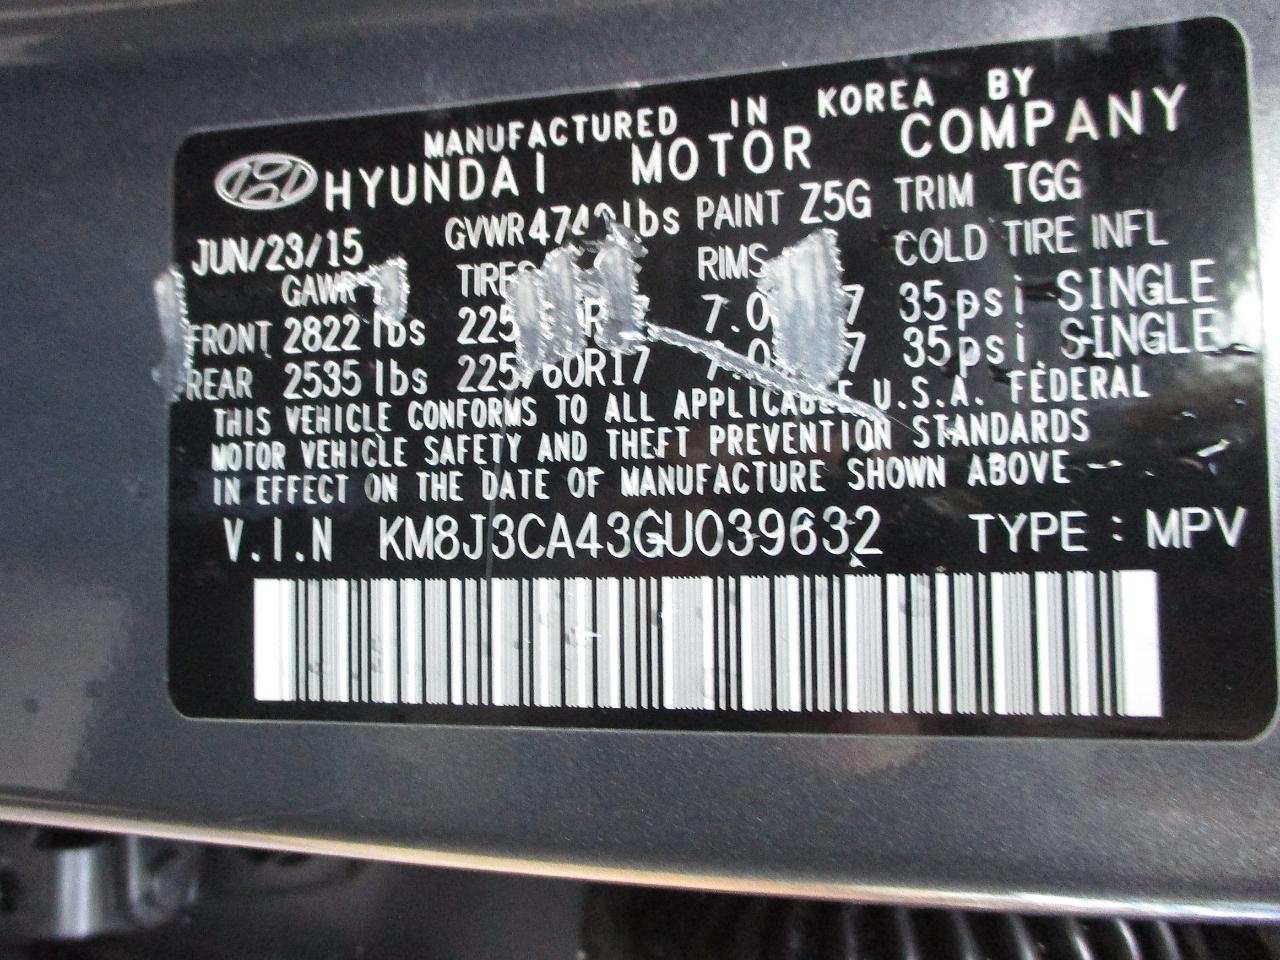 MANUFACTURED IN KOREA BY
HYUNDAI MOTOR COMPANY
JUN/23/15 GVWR lbs PAINT Z5G TRIM TGG
GAWR TIRES RIMS COLD TIRE INFL
FRONT 2822 lbs 35psi SINGLE
REAR 2535 lbs 225/60R17 35psi SINGLE
THIS VEHICLE CONFORMS TO ALL APPLICABLE U.S.A. FEDERAL
MOTOR VEHICLE SAFETY AND THEFT PREVENTION STANDARDS
IN EFFECT ON THE DATE OF MANUFACTURE SHOWN ABOVE
V.I.N KM8J3CA43GU039632 TYPE : MPV